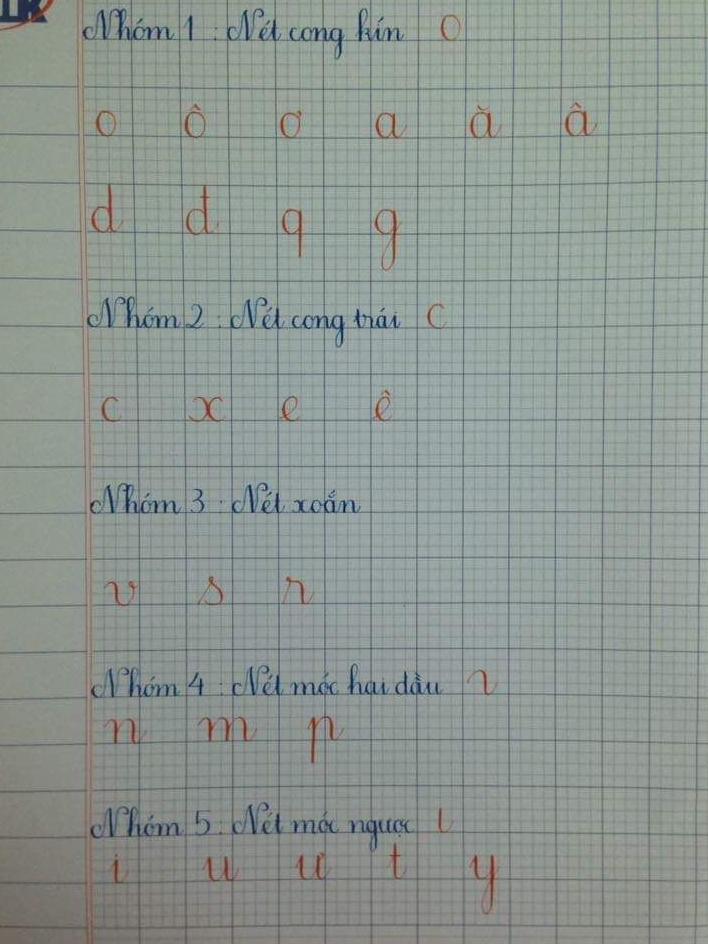 Nhóm 1 : Nét cong kín O
o ô ơ a ă â
d đ q g
Nhóm 2 : Nét cong trái C
c x e ê
Nhóm 3 : Nét xoắn
v s r
Nhóm 4 : Nét móc hai đầu
n m p
Nhóm 5 : Nét móc ngược
i u ư t y